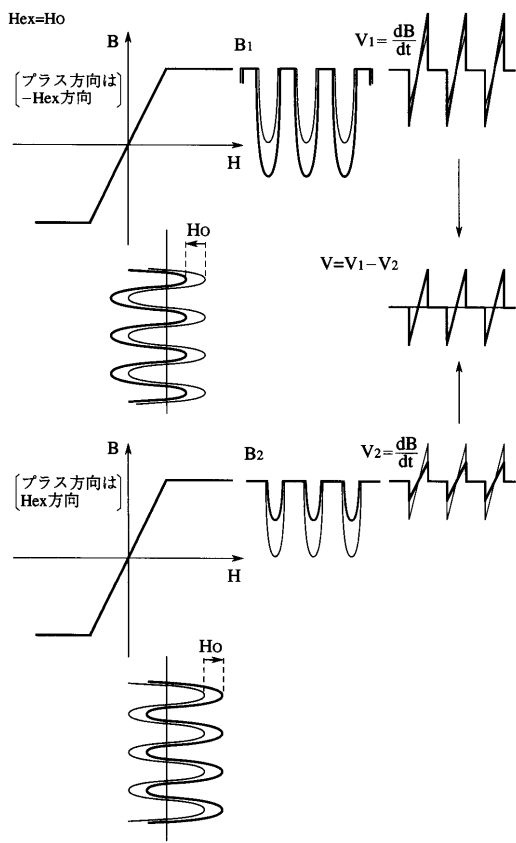 Hex=Ho
B
B1
V1=dB/dt
プラス方向は
-Hex方向
H
Ho
V=V1-V2
B
B2
V2=dB/dt
プラス方向は
Hex方向
H
Ho